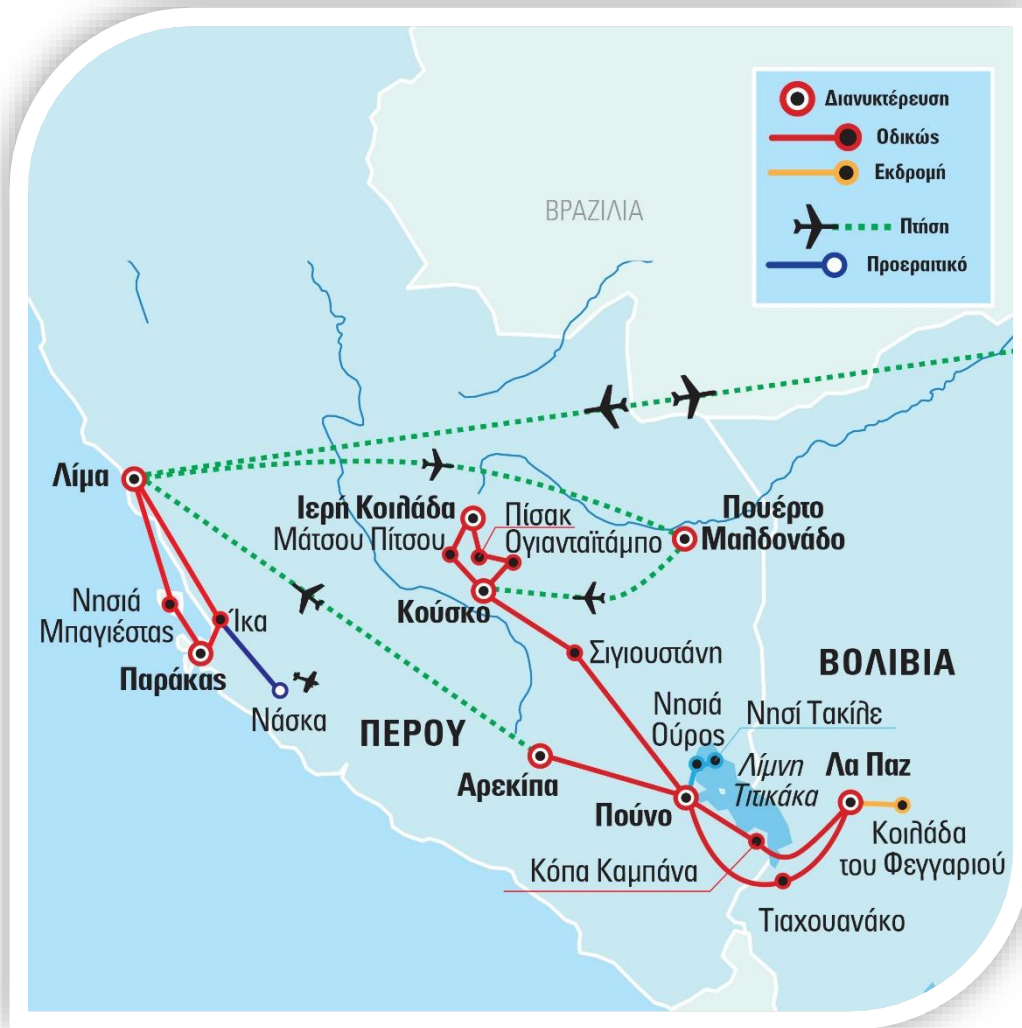 Διανυκτέρευση
Οδικώς
Εκδρομή
Πτήση
Προεραιτικό
ΒΡΑΖΙΛΙΑ
Λίμα
Ιερή Κοιλάδα
Μάτσου Πίτσου
Πίσακ
Ογιανταϊτάμπο
Πουέρτο
Μαλδονάδο
Κούσκο
Νησιά
Μπαγιέστας
Ίκα
Παράκας
Νάσκα
ΠΕΡΟΥ
Σιγιουστάνη
ΒΟΛΙΒΙΑ
Νησιά
Ούρος
Νησί Τακίλε
Λίμνη
Τιτικάκα
Λα Παζ
Αρεκίπα
Πούνο
Κοιλάδα
του Φεγγαριού
Κόπα Καμπάνα
Τιαχουανάκο